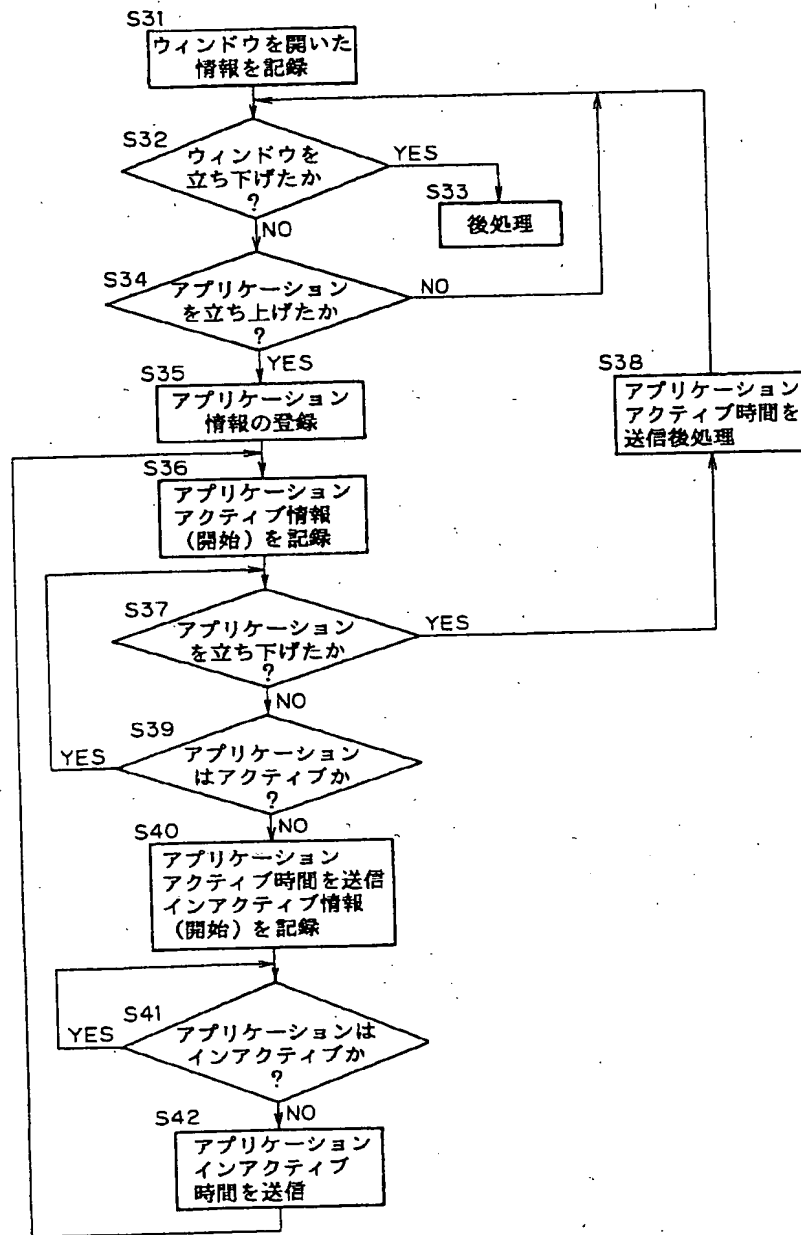 S31
ウィンドウを開いた
情報を記録
S32
ウィンドウを
立ち下げたか
?
YES
S33
後処理
NO
S34
アプリケーション
を立ち上げたか
?
NO
YES
S35
アプリケーション
情報の登録
S38
アプリケーション
アクティブ時間を
送信後処理
S36
アプリケーション
アクティブ情報
(開始)を記録
S37
アプリケーション
を立ち下げたか
?
YES
NO
S39
アプリケーション
はアクティブか
?
YES
NO
S40
アプリケーション
アクティブ時間を送信
インアクティブ情報
(開始)を記録
S41
アプリケーションは
インアクティブか
?
YES
NO
S42
アプリケーション
インアクティブ
時間を送信